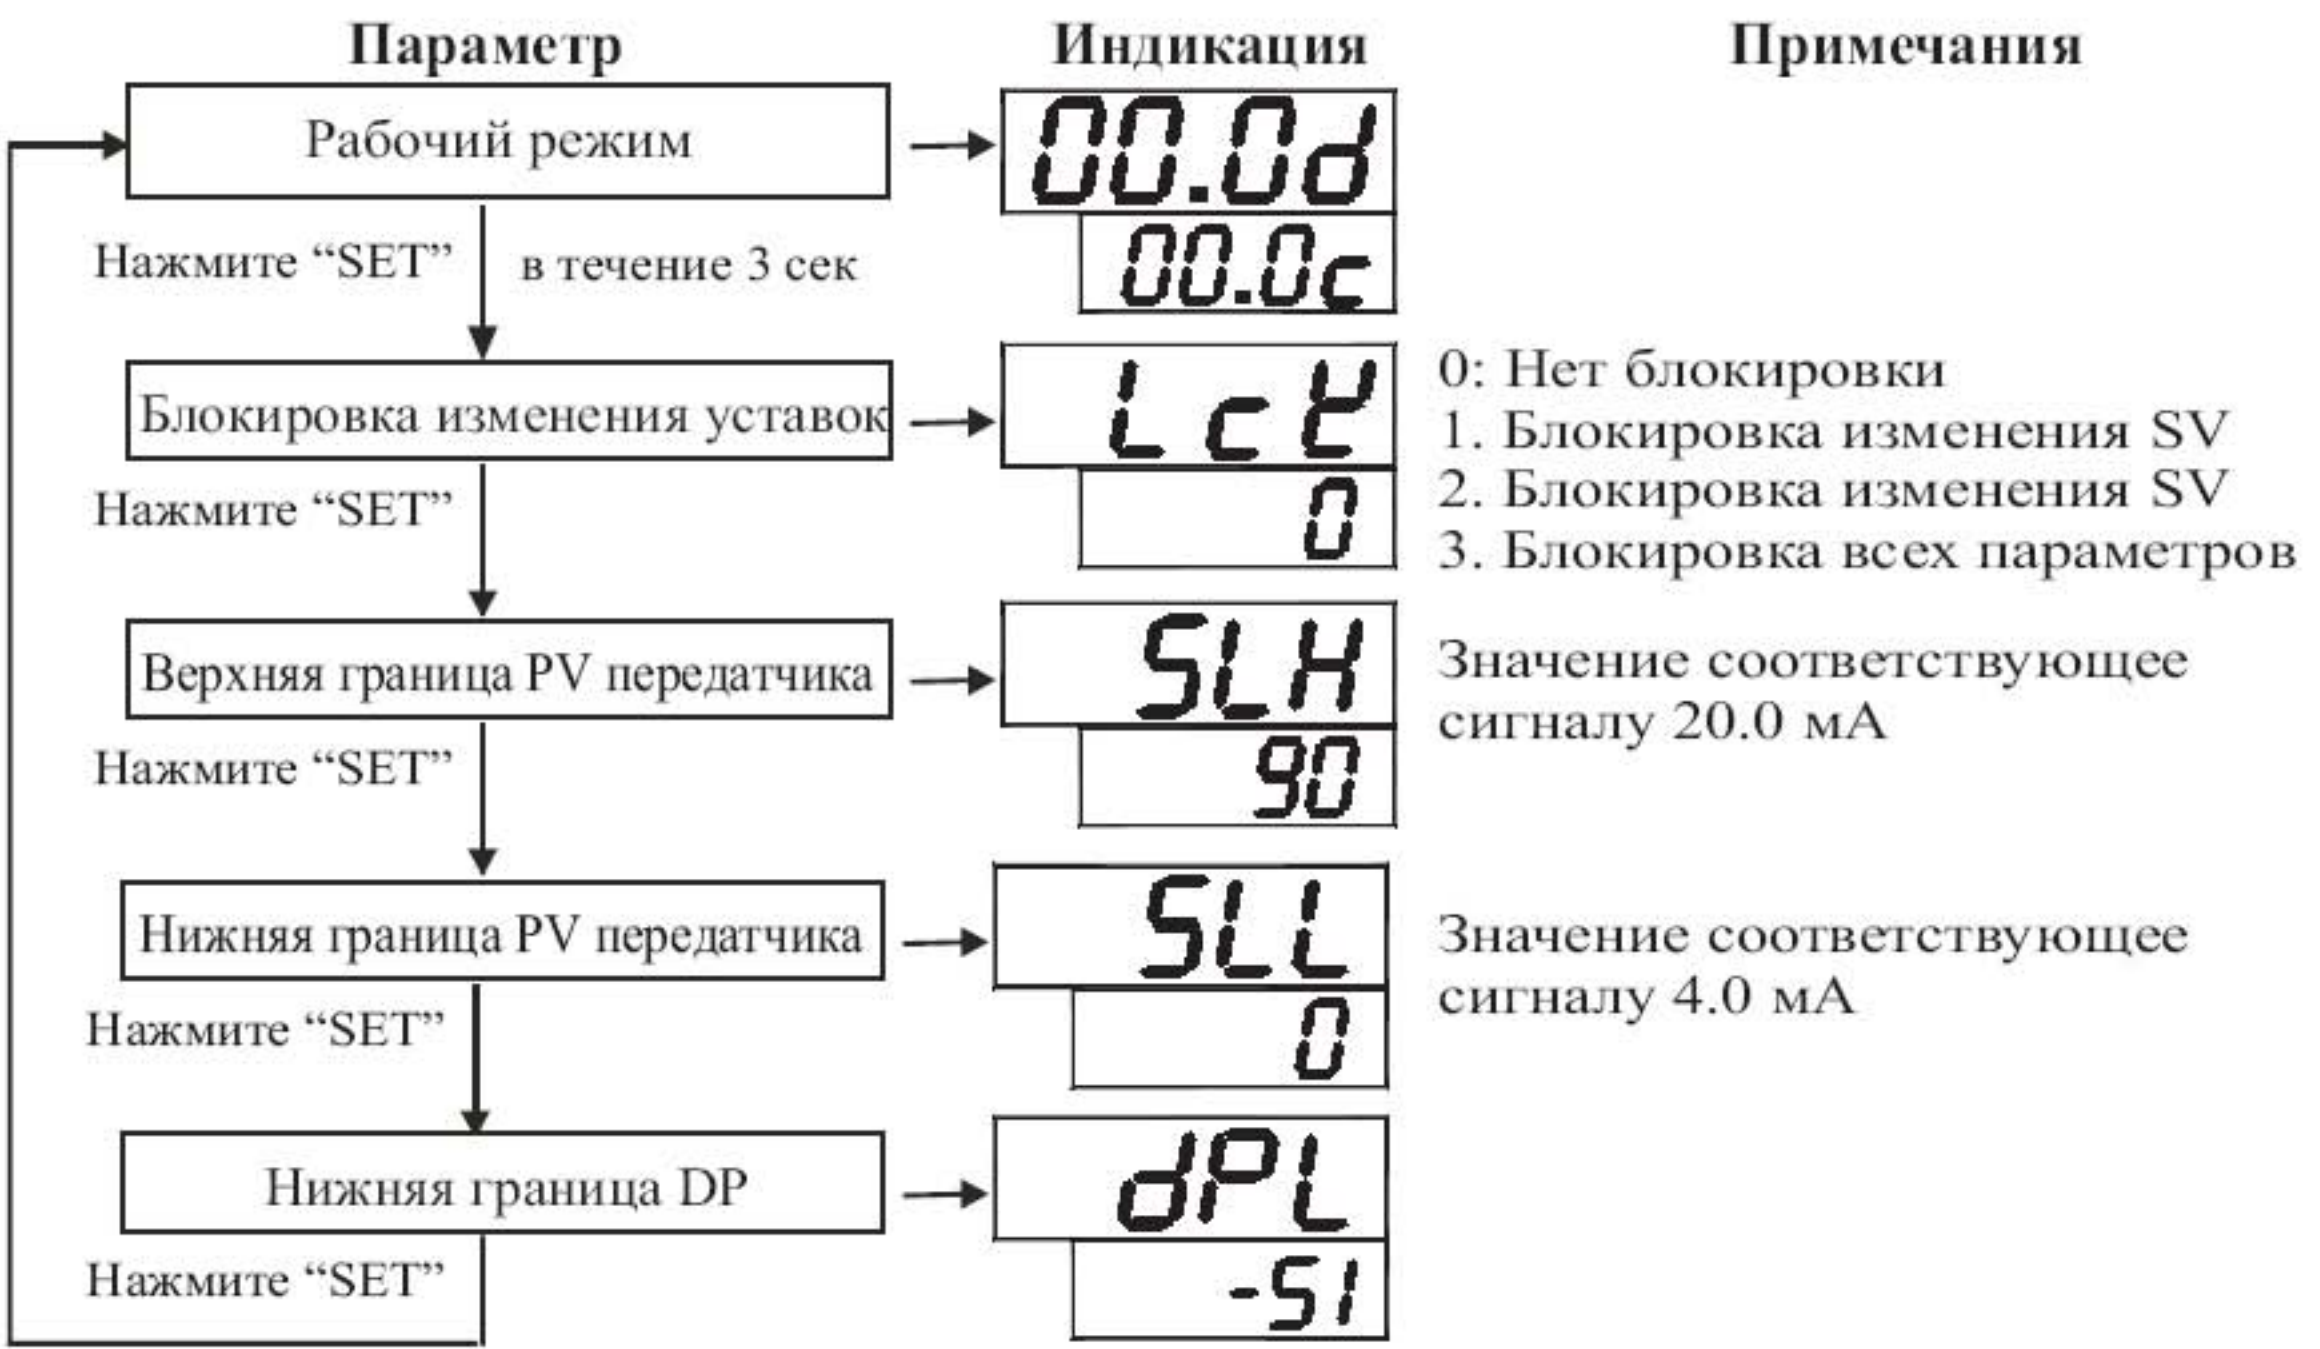 Параметр Индикация Примечания
Рабочий режим
00.0d
00.0c
Нажмите “SET” в течение 3 сек
Блокировка изменения уставок
LcK
0
0: Нет блокировки
1. Блокировка изменения SV
2. Блокировка изменения SV
3. Блокировка всех параметров
Нажмите “SET”
Верхняя граница PV передатчика
SLH
90
Значение соответствующее
сигналу 20.0 мА
Нажмите “SET”
Нижняя граница PV передатчика
SLL
0
Значение соответствующее
сигналу 4.0 мА
Нажмите “SET”
Нижняя граница DP
dPL
-51
Нажмите “SET”